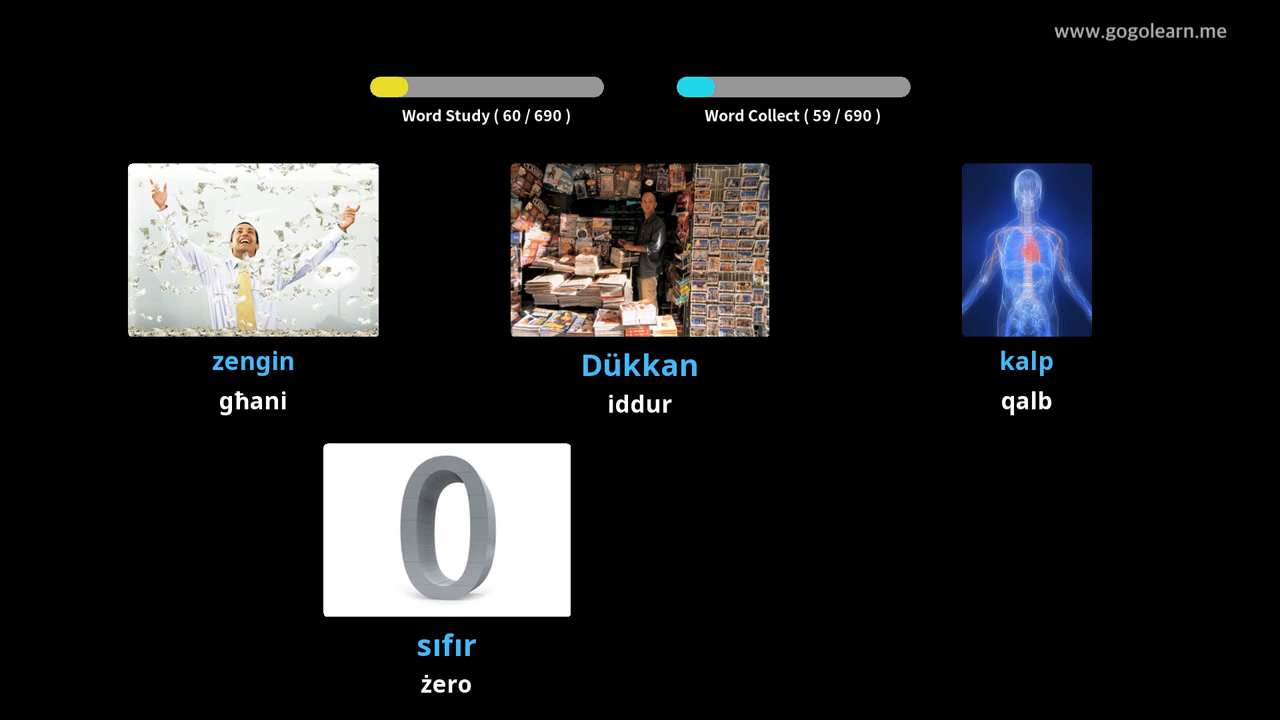 www.gogolearn.me
Word Study ( 60 / 690 )
Word Collect ( 59 / 690 )
zengin
għani
Dükkan
iddur
kalp
qalb
0
sıfır
żero